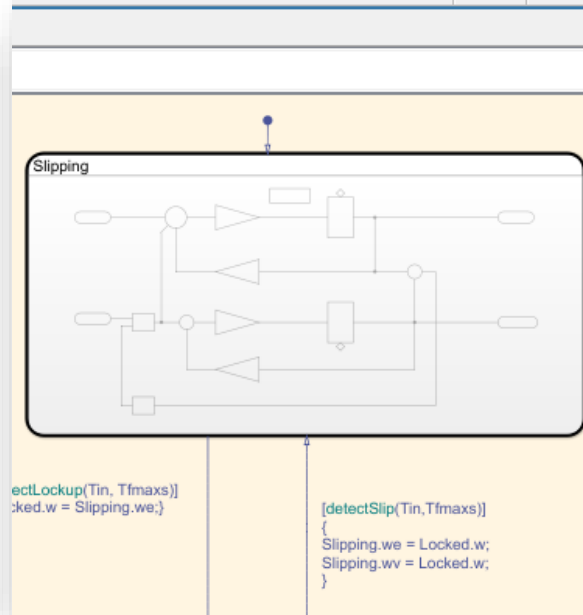 Slipping
ectLockup(Tin, Tfmaxs)]
cked.w = Slipping.we;}
[detectSlip(Tin,Tfmaxs)]
{
Slipping.we = Locked.w;
Slipping.wv = Locked.w;
}